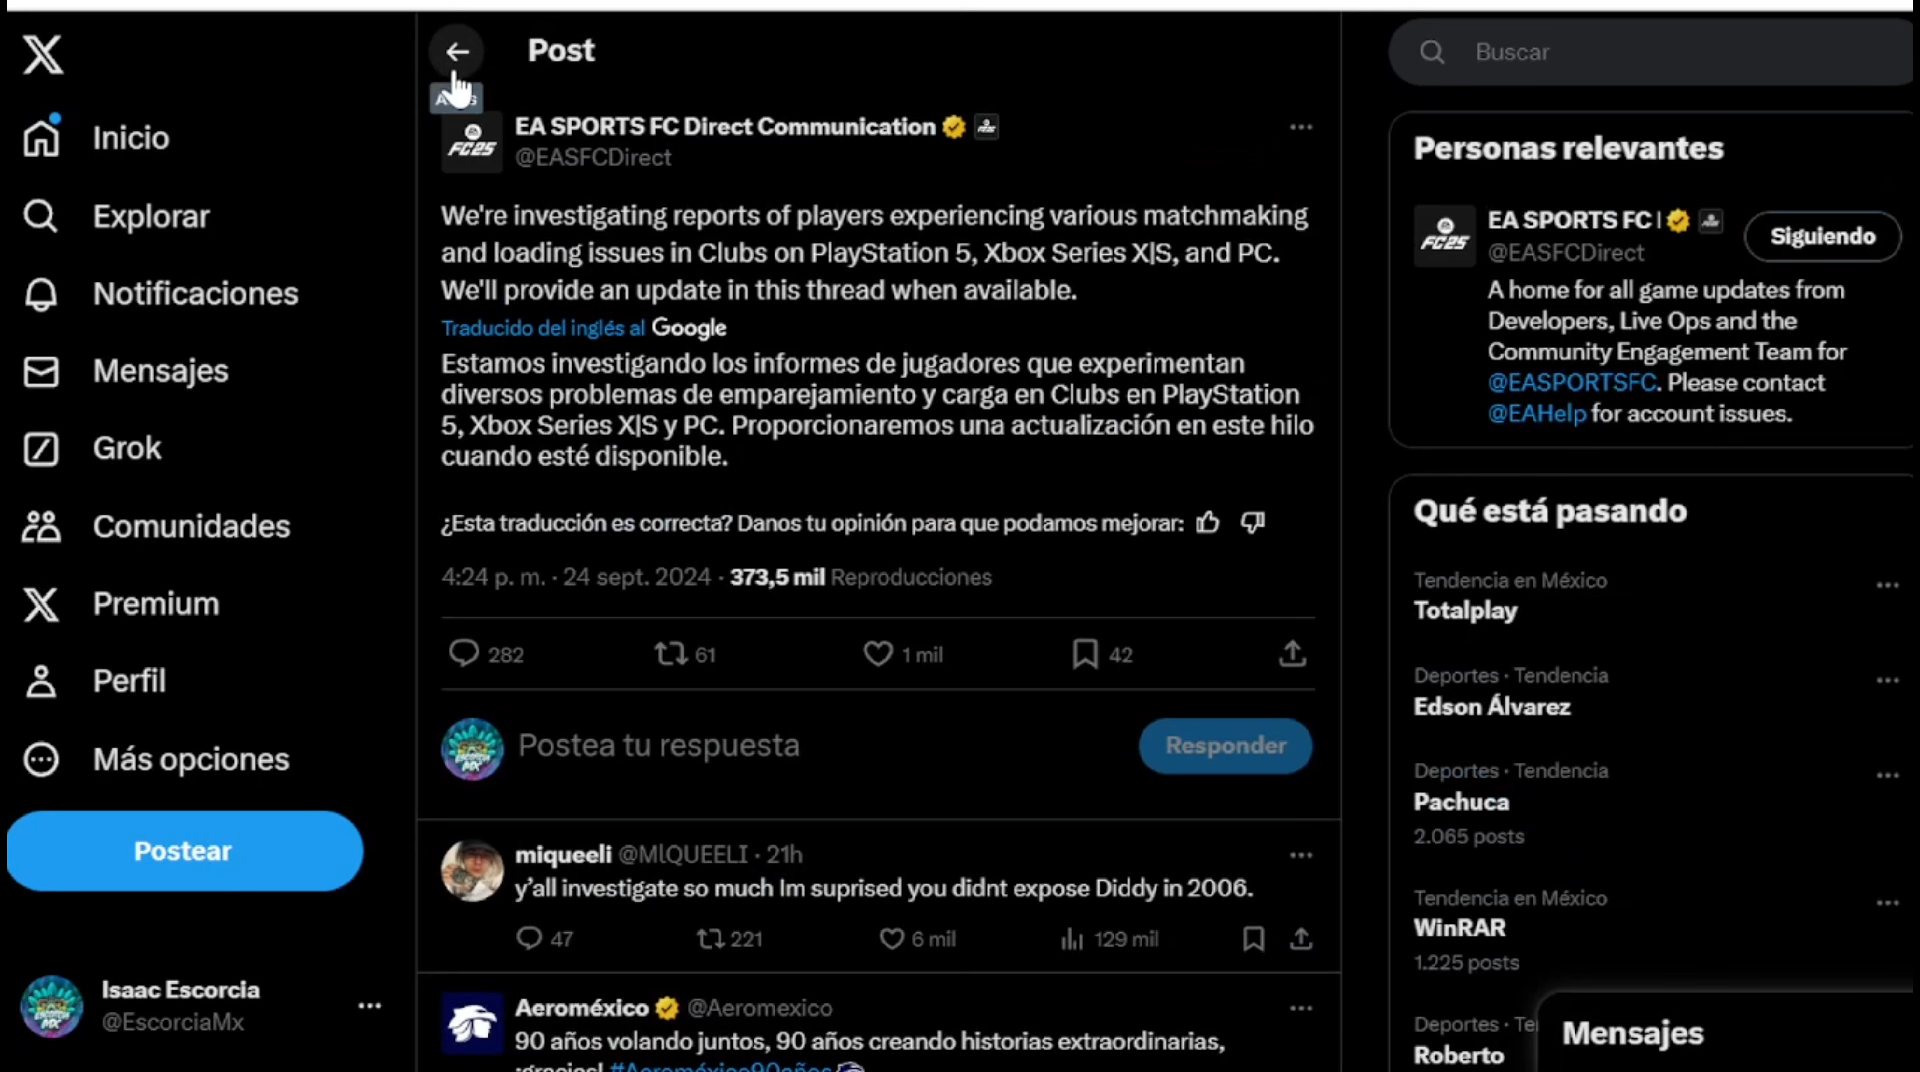 Post
Buscar
EA SPORTS FC Direct Communication
@EASFCDirect
FC25
Inicio
Explorar
Notificaciones
Mensajes
Grok
Comunidades
Premium
Perfil
Más opciones
Postear
Isaac Escorcia
@EscorciaMx
We're investigating reports of players experiencing various matchmaking
and loading issues in Clubs on PlayStation 5, Xbox Series X|S, and PC.
We'll provide an update in this thread when available.
Traducido del inglés al Google
Estamos investigando los informes de jugadores que experimentan
diversos problemas de emparejamiento y carga en Clubs en PlayStation
5, Xbox Series X|S y PC. Proporcionaremos una actualización en este hilo
cuando esté disponible.
¿Esta traducción es correcta? Danos tu opinión para que podamos mejorar:
4:24 p. m. · 24 sept. 2024 · 373,5 mil Reproducciones
282 61 1 mil 42
Postea tu respuesta
Responder
miqueeli @MlQUEELI · 21h
y'all investigate so much Im suprised you didnt expose Diddy in 2006.
47 221 6 mil 129 mil
Aeroméxico @Aeromexico
90 años volando juntos, 90 años creando historias extraordinarias,
¡gracias! #Aeroméxico90años
Personas relevantes
EA SPORTS FC
@EASFCDirect
FC25
Siguiendo
A home for all game updates from
Developers, Live Ops and the
Community Engagement Team for
@EASPORTSFC. Please contact
@EAHelp for account issues.
Qué está pasando
Tendencia en México
Totalplay
Deportes · Tendencia
Edson Álvarez
Deportes · Tendencia
Pachuca
2.065 posts
Tendencia en México
WinRAR
1.225 posts
Deportes · Te
Roberto
Mensajes